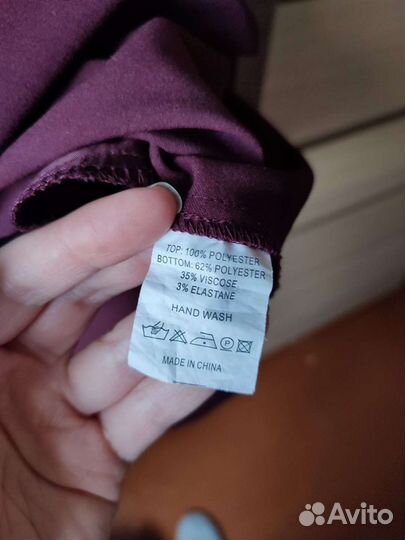 TOP: 100% POLYESTER
BOTTOM: 62% POLYESTER
35% VISCOSE
3% ELASTANE
HAND WASH
MADE IN CHINA
Avito